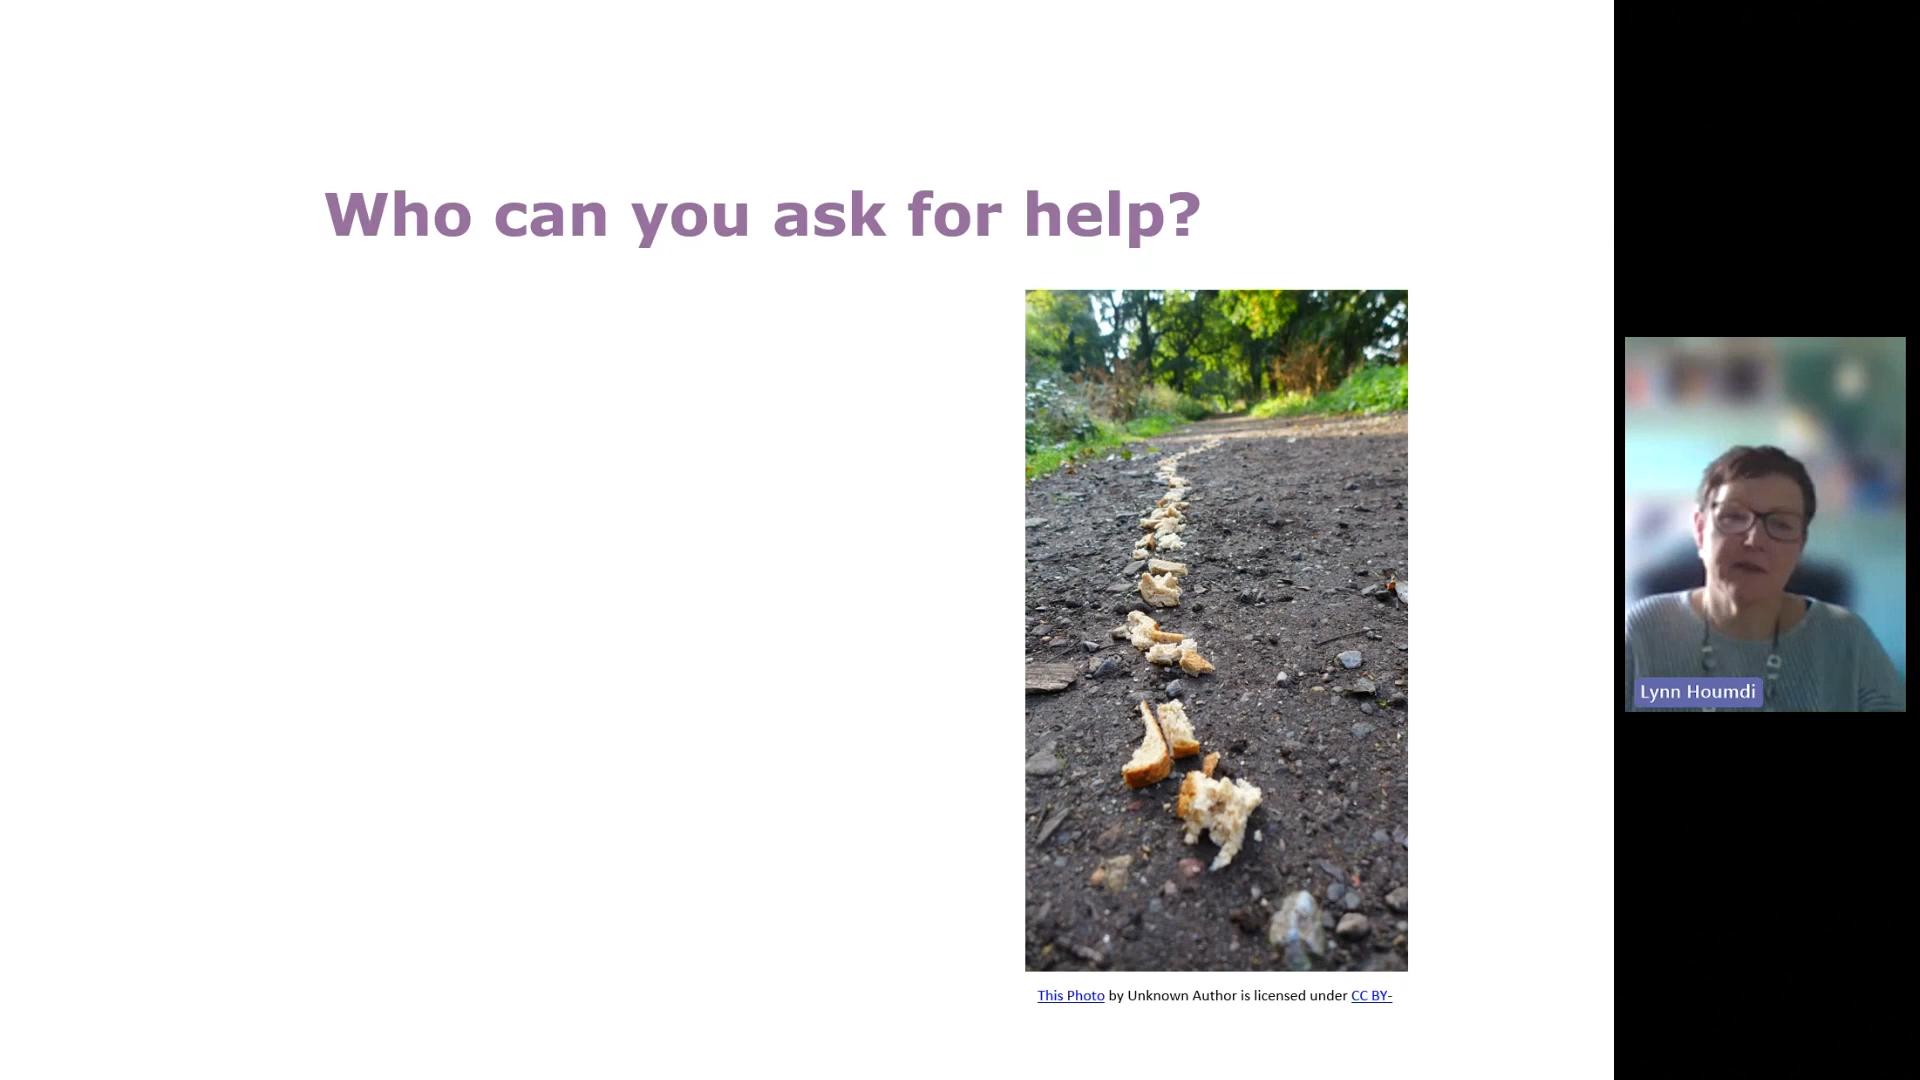 Who can you ask for help?
This Photo by Unknown Author is licensed under CC BY-
Lynn Houmdi